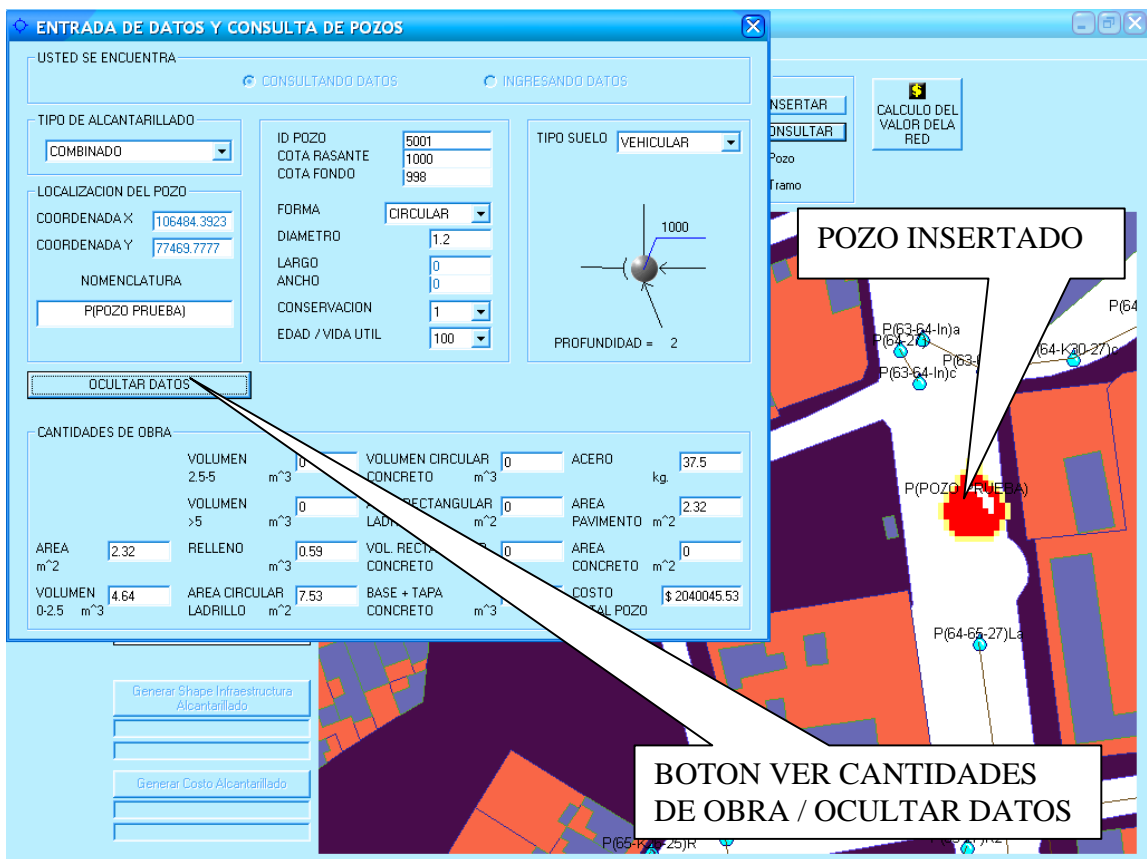 ENTRADA DE DATOS Y CONSULTA DE POZOS
USTED SE ENCUENTRA
CONSULTANDO DATOS
INGRESANDO DATOS
TIPO DE ALCANTARILLADO
COMBINADO
LOCALIZACION DEL POZO
COORDENADA X 106484.3923
COORDENADA Y 77469.7777
NOMENCLATURA
P(POZO PRUEBA)
ID POZO 5001
COTA RASANTE 1000
COTA FONDO 998
FORMA CIRCULAR
DIAMETRO 1.2
LARGO 0
ANCHO 0
CONSERVACION 1
EDAD / VIDA UTIL 100
TIPO SUELO VEHICULAR
1000
PROFUNDIDAD = 2
OCULTAR DATOS
CANTIDADES DE OBRA
VOLUMEN 2.5-5 m^3 0
VOLUMEN CIRCULAR CONCRETO m^3 0
ACERO kg. 37.5
VOLUMEN >5 m^3 0
RECTANGULAR m^2 0
AREA PAVIMENTO m^2 2.32
AREA m^2 2.32
RELLENO m^3 0.59
VOL. CONCRETO 0
AREA CONCRETO m^2 0
VOLUMEN 0-2.5 m^3 4.64
AREA CIRCULAR LADRILLO m^2 7.53
BASE + TAPA CONCRETO m^3
COSTO POZO $ 2040045.53
CALCULO DEL
VALOR DELA
RED
Pozo
Tramo
POZO INSERTADO
P(63-64-In)a
P(63-64-In)c
P(POZO PRUEBA)
P(64-65-27)La
Generar Shape Infraestructura
Alcantarillado
Generar Costo Alcantarillado
BOTON VER CANTIDADES
DE OBRA / OCULTAR DATOS